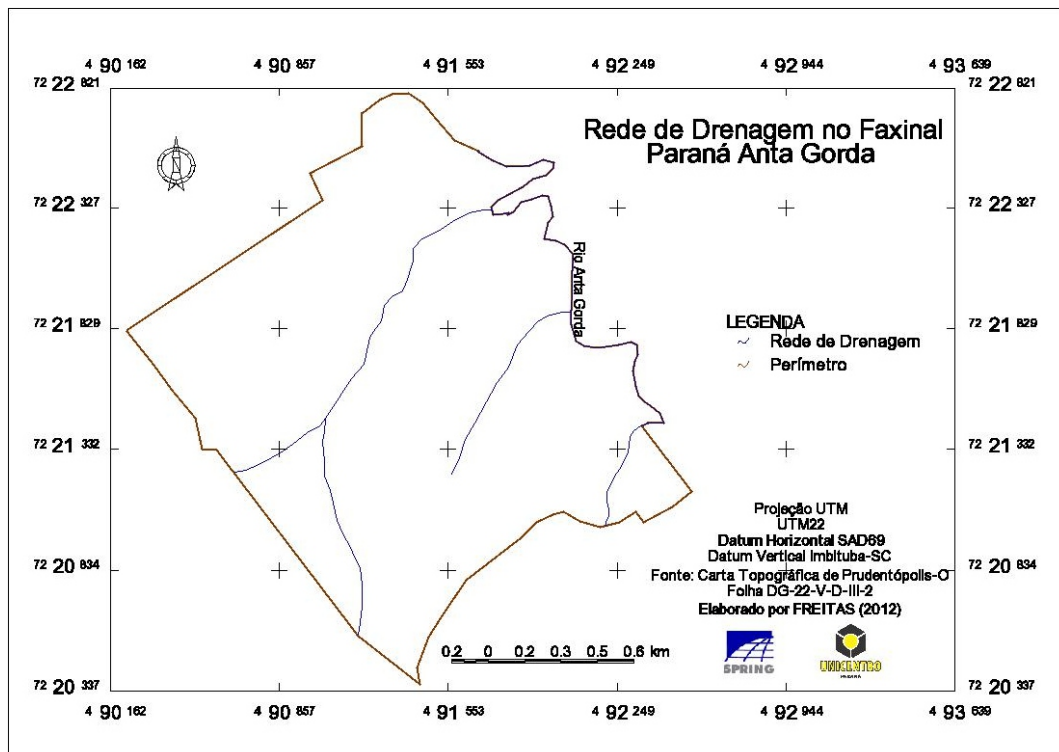 4 90 162 4 90 857 4 91 553 4 92 249 4 92 944 4 93 639
72 22 821 72 22 821
Rede de Drenagem no Faxinal
Paraná Anta Gorda
N
72 22 327 72 22 327
Rio Anta Gorda
72 21 829 72 21 829
LEGENDA
Rede de Drenagem
Perímetro
72 21 332 72 21 332
Projeção UTM
UTM22
Datum Horizontal SAD69
Datum Vertical Imbituba-SC
72 20 834 72 20 834
Fonte: Carta Topográfica de Prudentópolis-O
Folha DG-22-V-D-III-2
Elaborado por FREITAS (2012)
0.2 0 0.2 0.3 0.5 0.6 km
SPRING
UNICENTRO
PARANÁ
72 20 337 72 20 337
4 90 162 4 90 857 4 91 553 4 92 249 4 92 944 4 93 639